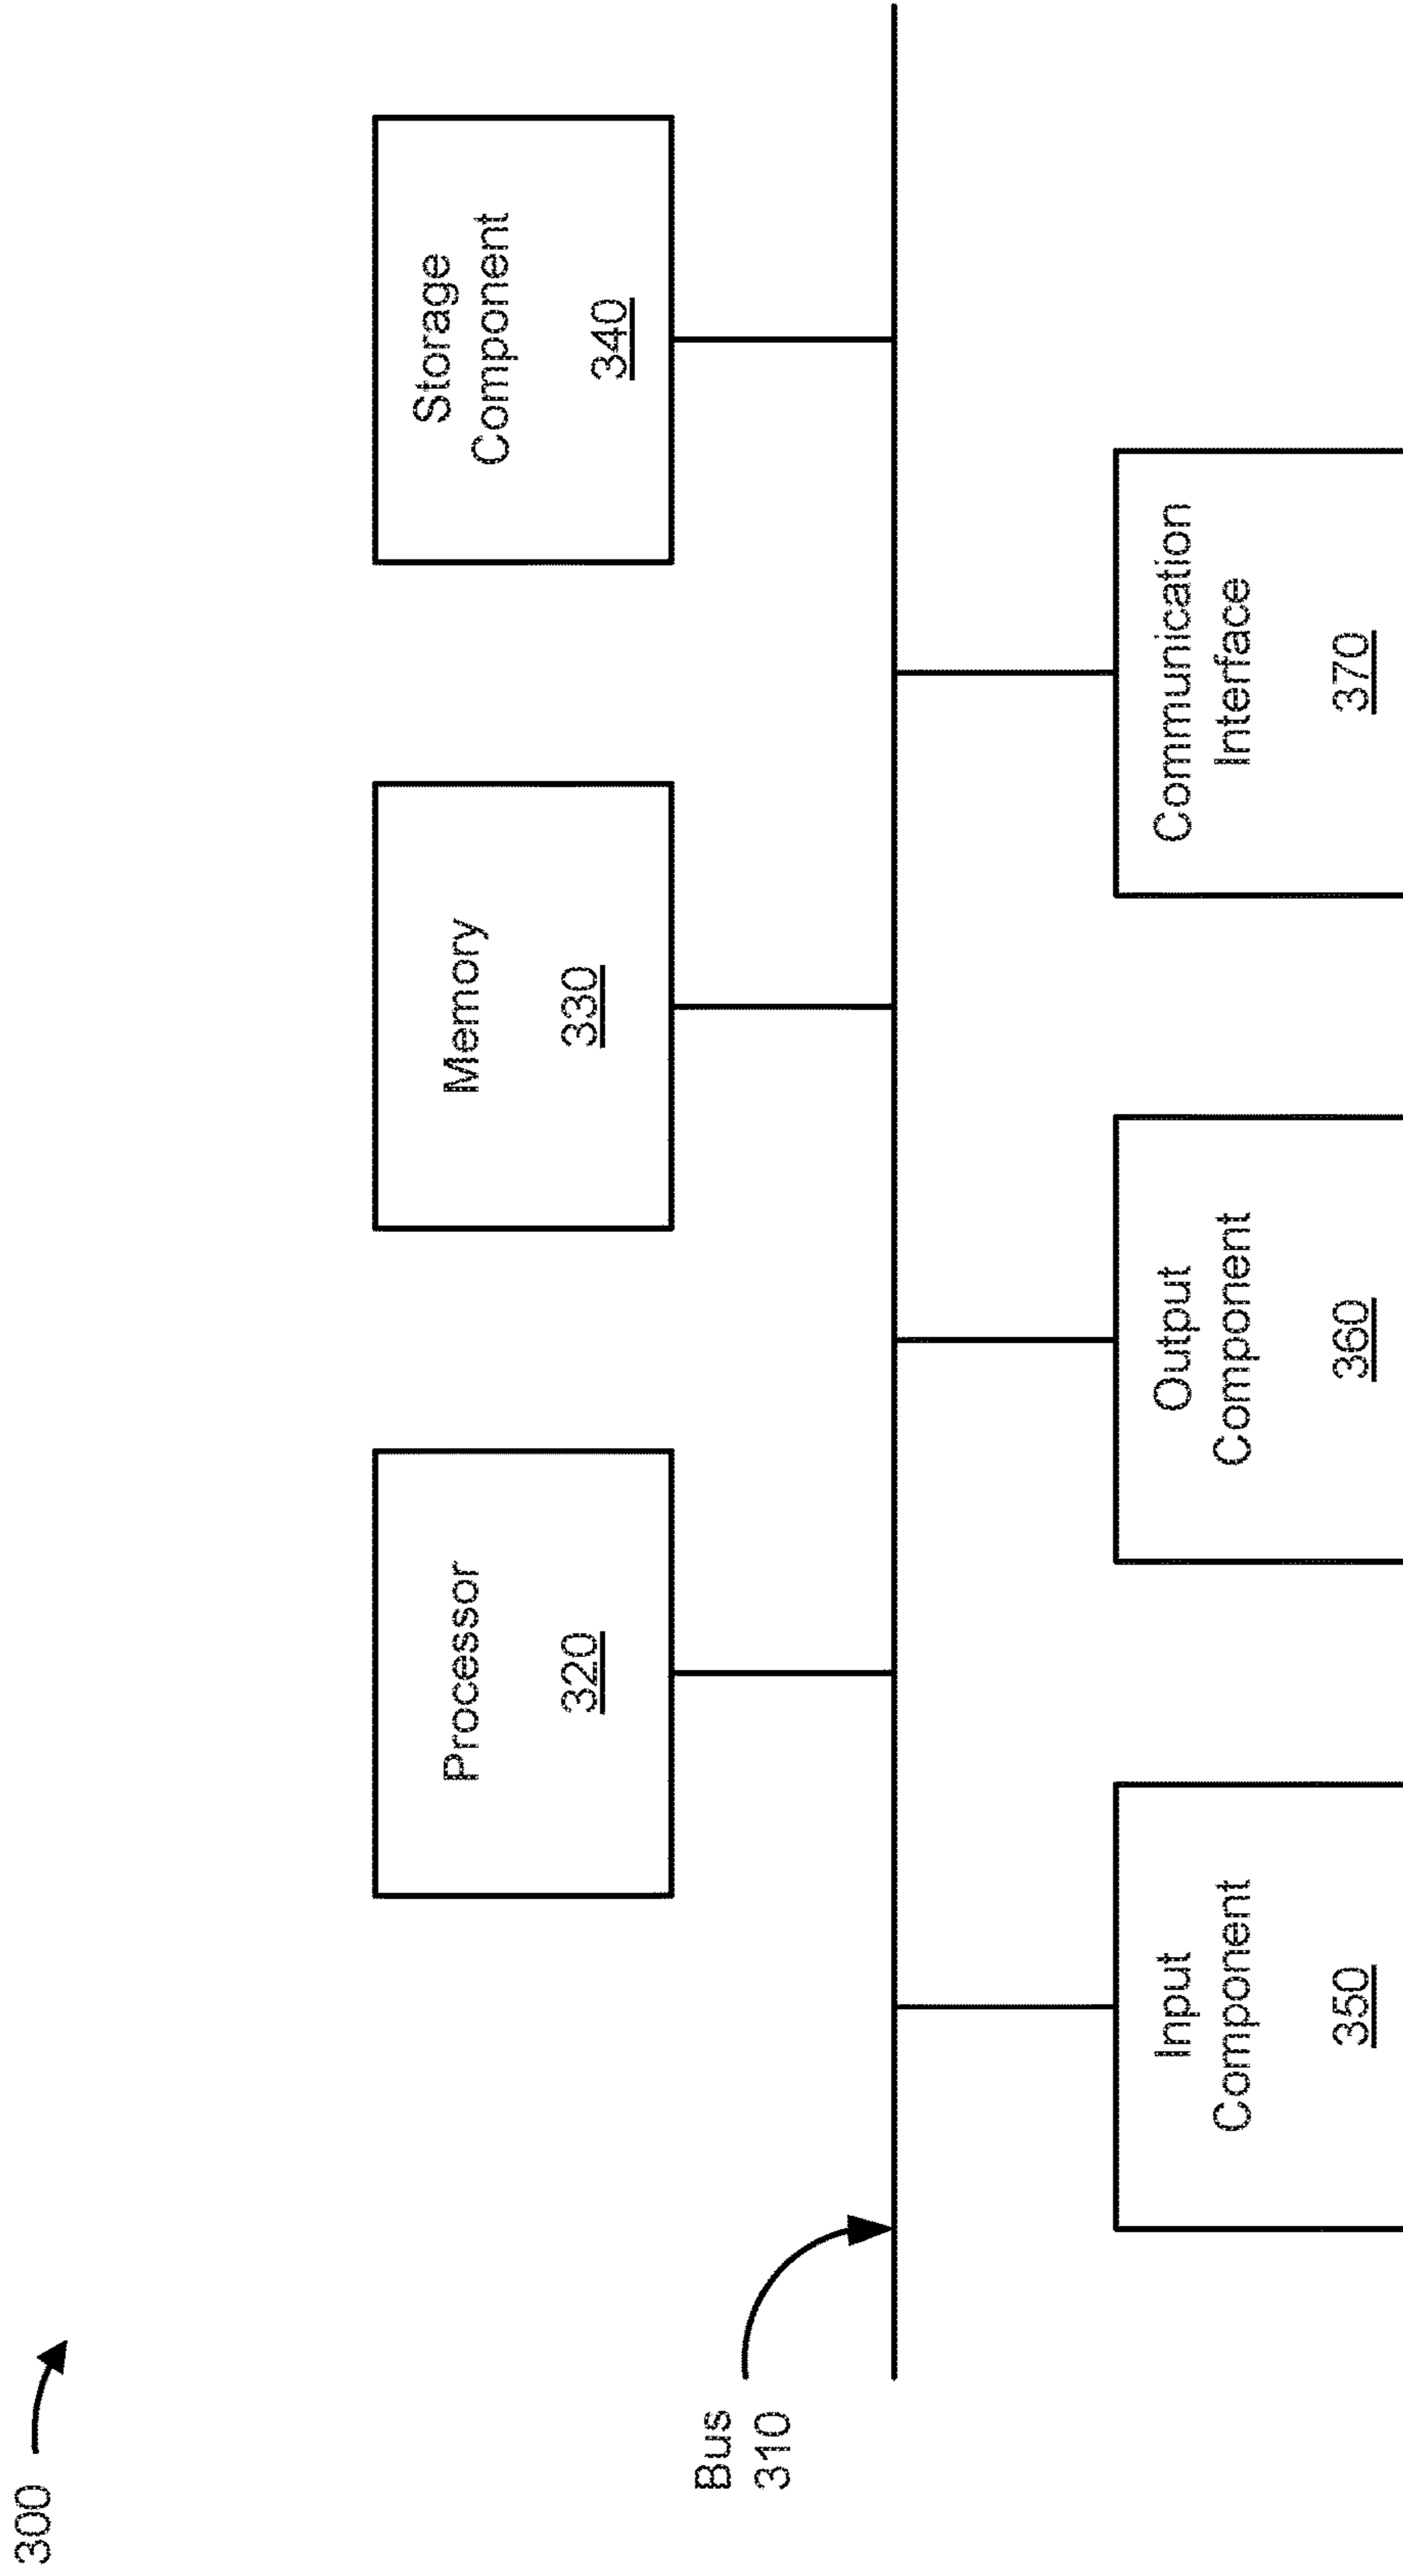 300
Bus
310
Processor
320
Memory
330
Storage
Component
340
Input
Component
350
Output
Component
360
Communication
Interface
370